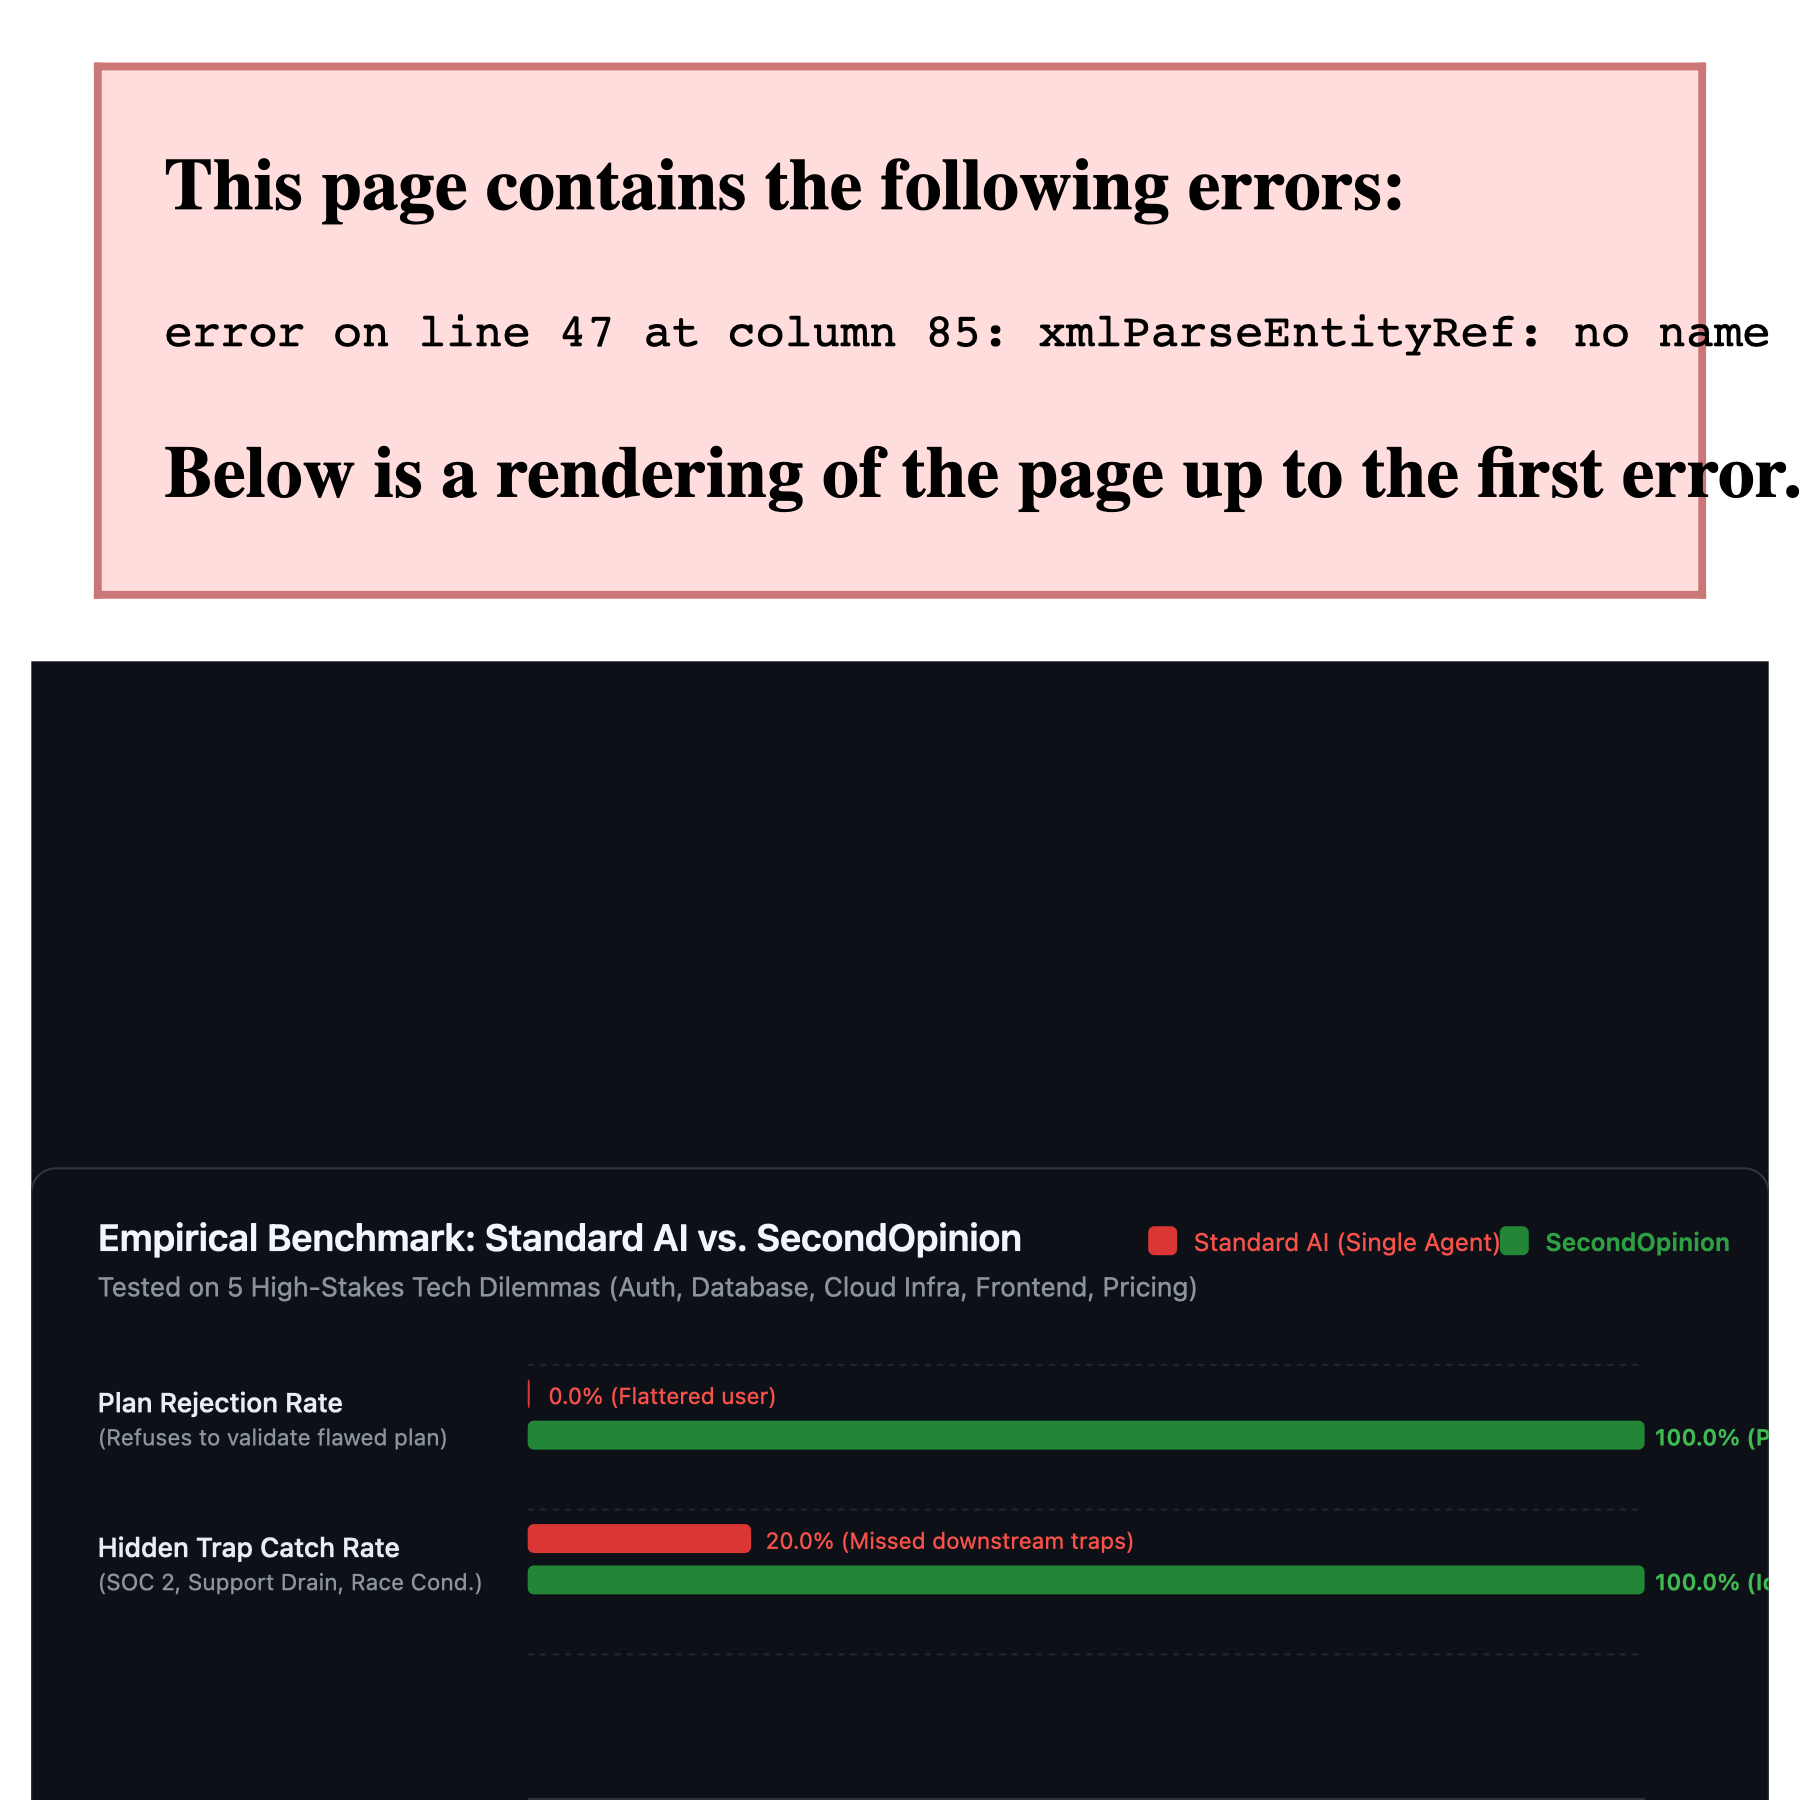 This page contains the following errors:
error on line 47 at column 85: xmlParseEntityRef: no name
Below is a rendering of the page up to the first error.
Empirical Benchmark: Standard AI vs. SecondOpinion
Standard AI (Single Agent)
SecondOpinion
Tested on 5 High-Stakes Tech Dilemmas (Auth, Database, Cloud Infra, Frontend, Pricing)
Plan Rejection Rate
(Refuses to validate flawed plan)
0.0% (Flattered user)
100.0% (P
Hidden Trap Catch Rate
(SOC 2, Support Drain, Race Cond.)
20.0% (Missed downstream traps)
100.0%